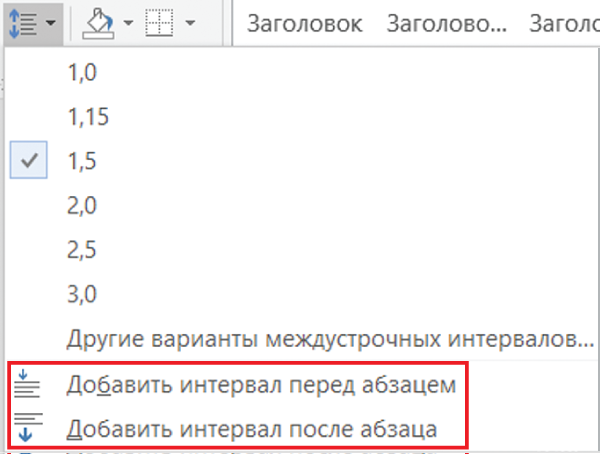 Заголовок Заголово... Заголо
1,0
1,15
1,5
2,0
2,5
3,0
Другие варианты междустрочных интервалов...
Добавить интервал перед абзацем
Добавить интервал после абзаца